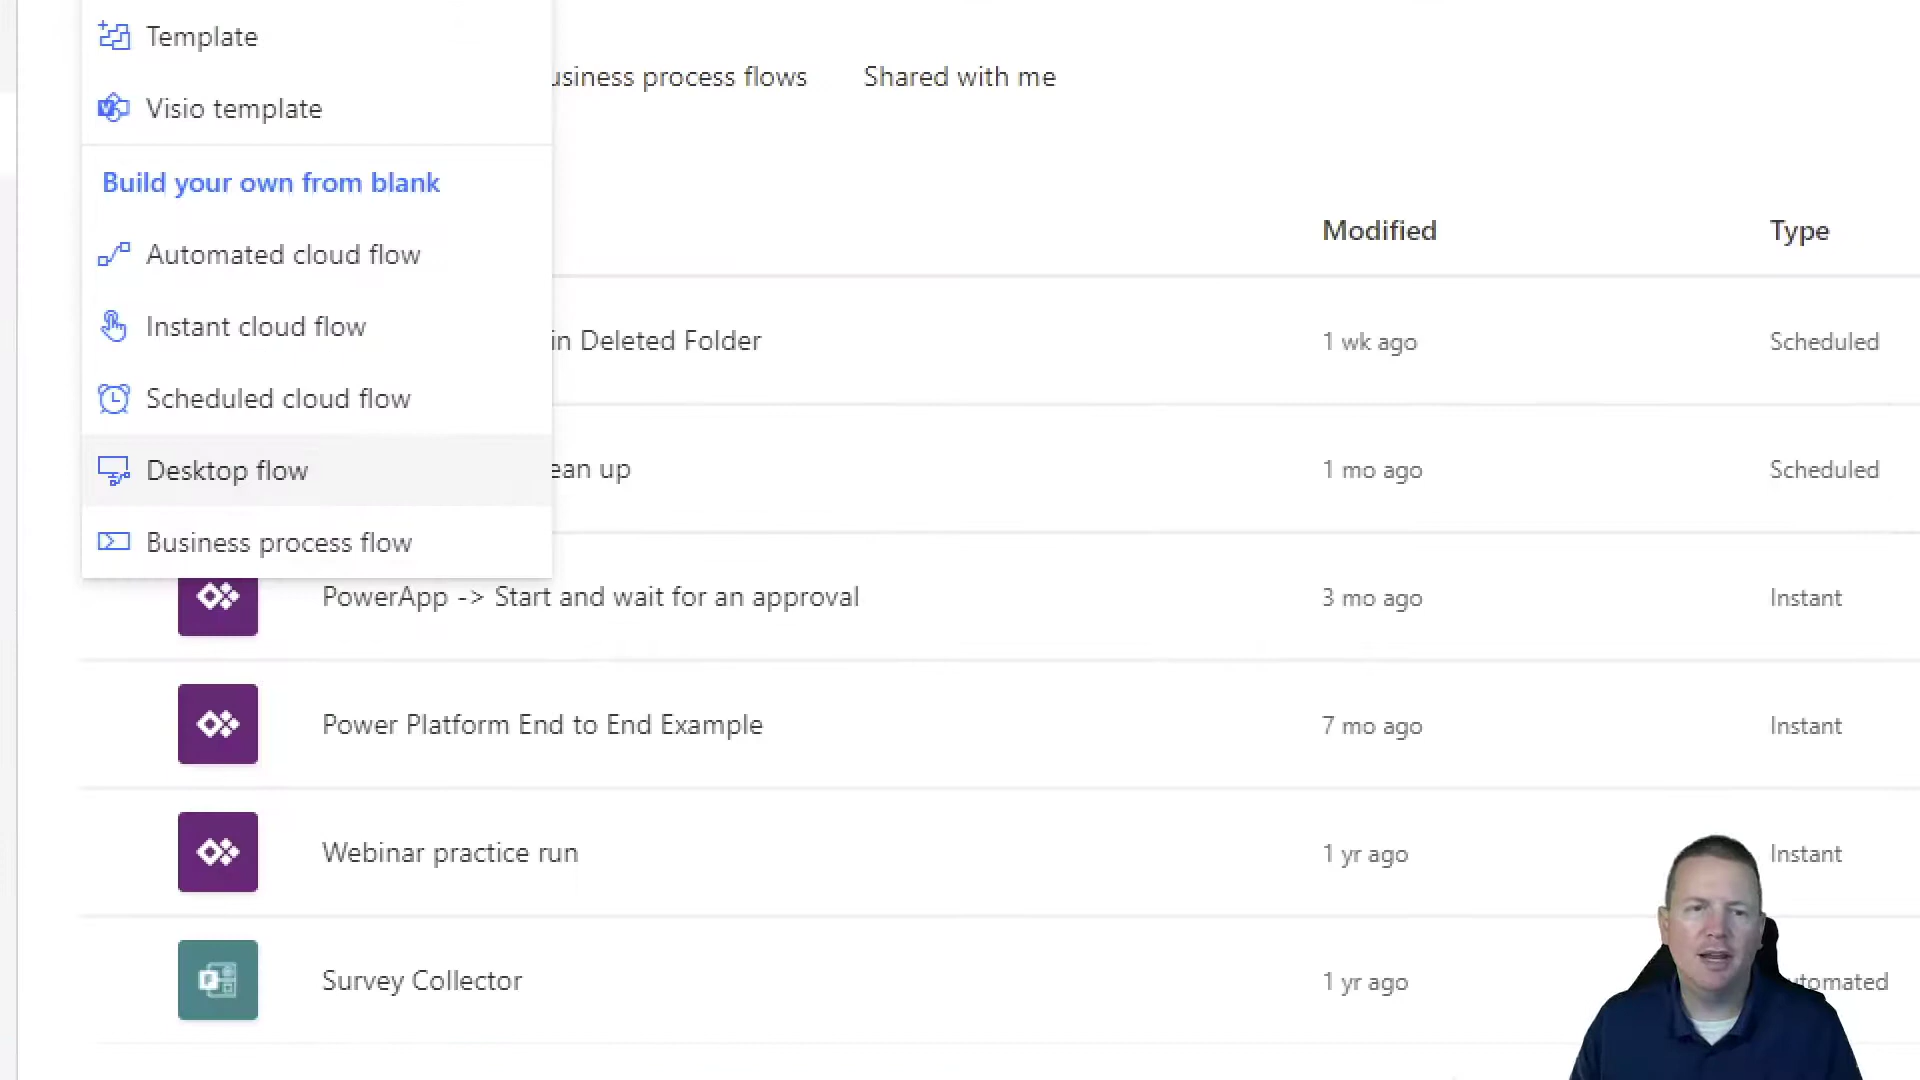 Template
Visio template
usiness process flows
Shared with me
Build your own from blank
Automated cloud flow
Instant cloud flow
Scheduled cloud flow
Desktop flow
Business process flow
Modified
Type
in Deleted Folder
1 wk ago
Scheduled
ean up
1 mo ago
Scheduled
PowerApp -> Start and wait for an approval
3 mo ago
Instant
Power Platform End to End Example
7 mo ago
Instant
Webinar practice run
1 yr ago
Instant
Survey Collector
1 yr ago
utomated